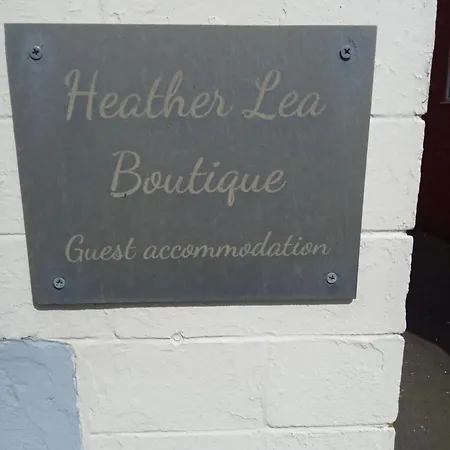 Heather Lea
Boutique
Guest accommodation